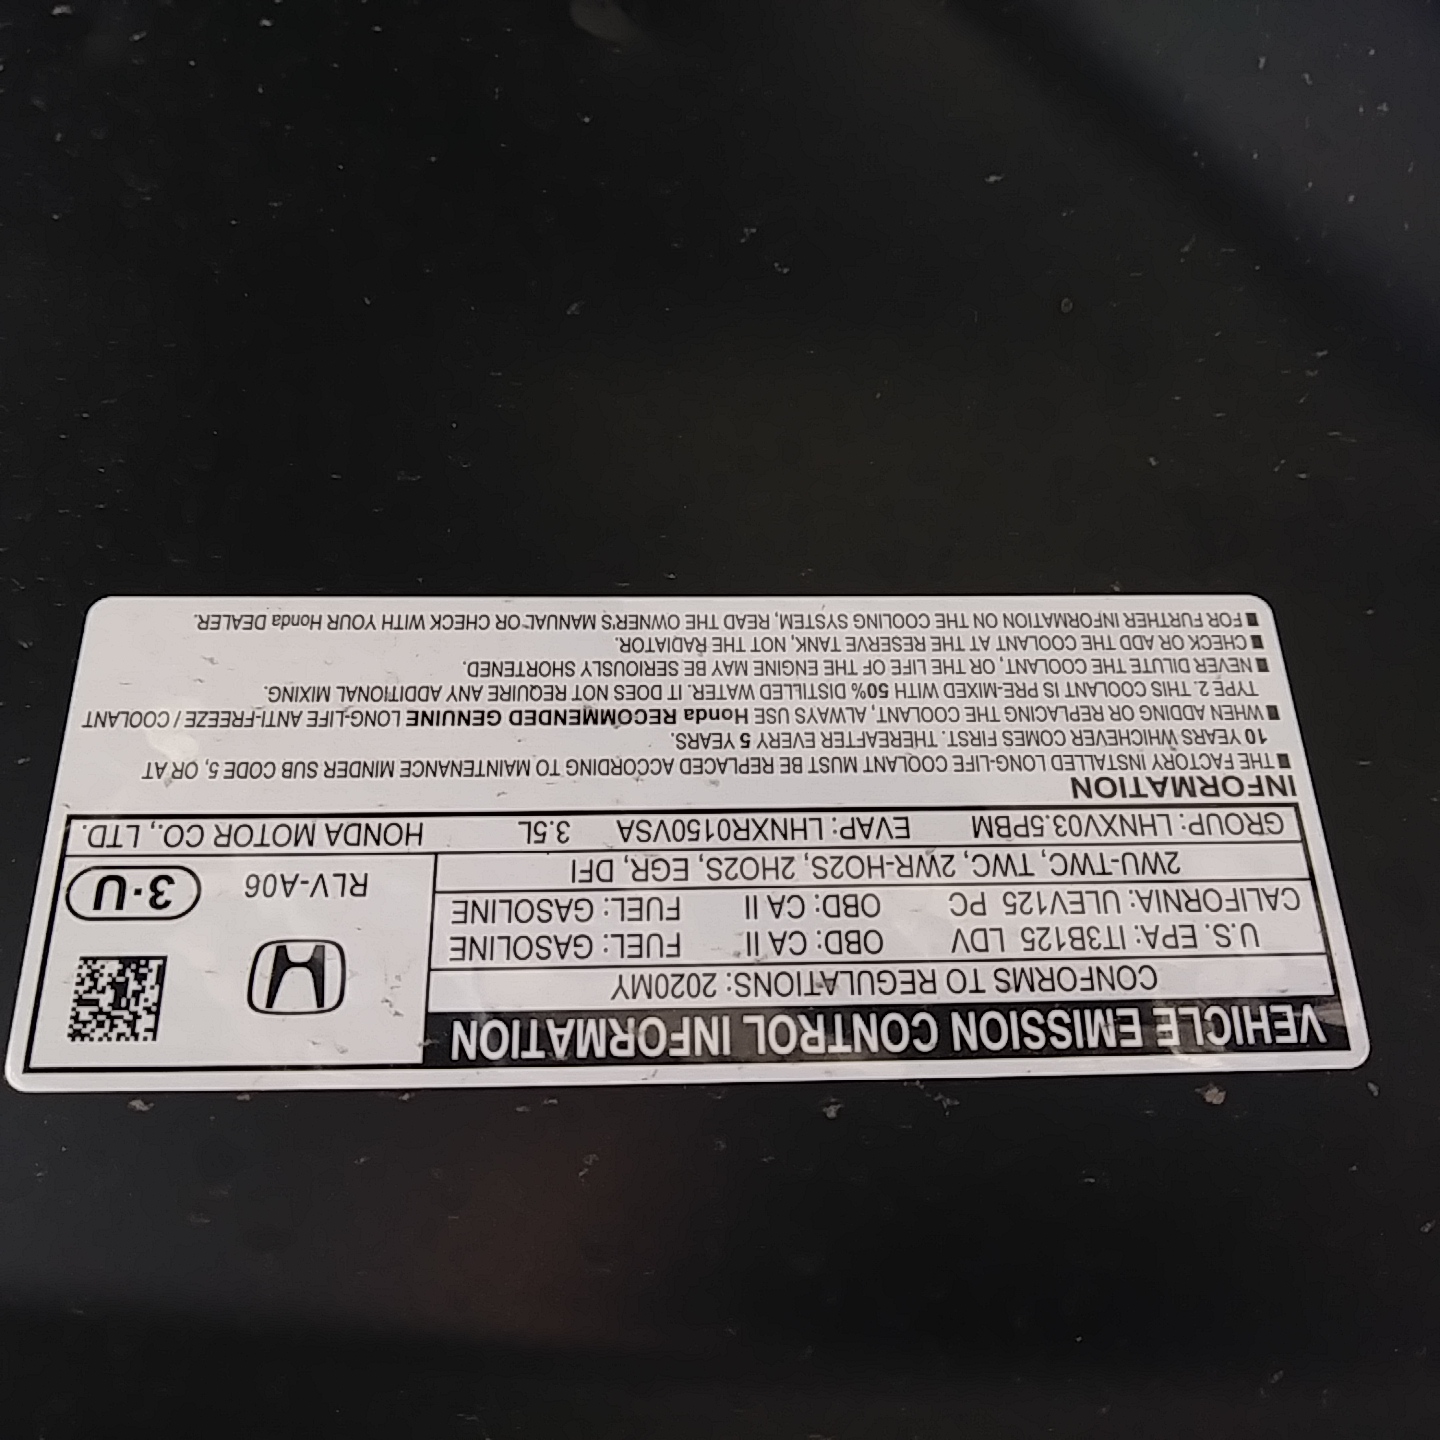 VEHICLE EMISSION CONTROL INFORMATION
CONFORMS TO REGULATIONS: 2020MY
U.S. EPA: IT3B125 LDV OBD: CA II FUEL: GASOLINE
CALIFORNIA: ULEV125 PC OBD: CA II FUEL: GASOLINE
2WU-TWC, TWC, 2WR-HO2S, 2HO2S, EGR, DFI
RLV-A06 3·U
GROUP: LHNXV03.5PBM EVAP: LHNXR0150VSA 3.5L HONDA MOTOR CO., LTD.
INFORMATION
■ THE FACTORY INSTALLED LONG-LIFE COOLANT MUST BE REPLACED ACCORDING TO MAINTENANCE MINDER SUB CODE 5, OR AT
10 YEARS WHICHEVER COMES FIRST. THEREAFTER EVERY 5 YEARS.
■ WHEN ADDING OR REPLACING THE COOLANT, ALWAYS USE Honda RECOMMENDED GENUINE LONG-LIFE ANTI-FREEZE / COOLANT
TYPE 2. THIS COOLANT IS PRE-MIXED WITH 50% DISTILLED WATER. IT DOES NOT REQUIRE ANY ADDITIONAL MIXING.
■ NEVER DILUTE THE COOLANT, OR THE LIFE OF THE ENGINE MAY BE SERIOUSLY SHORTENED.
■ CHECK OR ADD THE COOLANT AT THE RESERVE TANK, NOT THE RADIATOR.
■ FOR FURTHER INFORMATION ON THE COOLING SYSTEM, READ THE OWNER'S MANUAL OR CHECK WITH YOUR Honda DEALER.